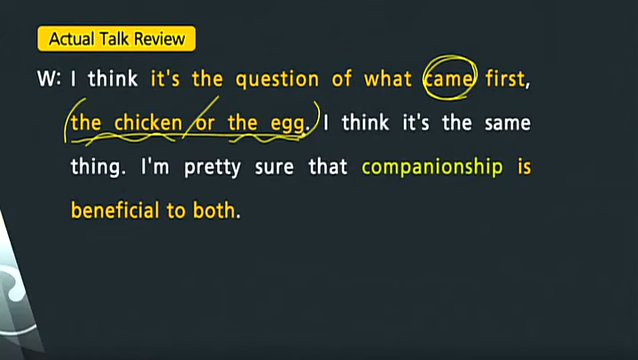 Actual Talk Review
W: I think it's the question of what came first,
the chicken or the egg. I think it's the same
thing. I'm pretty sure that companionship is
beneficial to both.